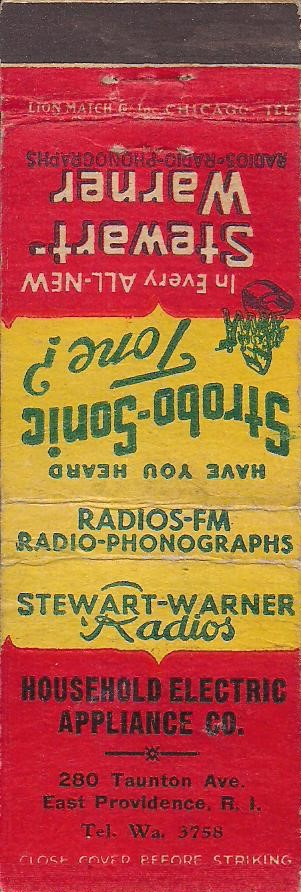 LION MATCH Co. Inc. CHICAGO, ILL.
HAVE YOU HEARD
Strobo-Sonic
Tone?
In Every ALL-NEW
Stewart-
Warner
RADIOS-RADIO-PHONOGRAPHS
RADIOS-FM
RADIO-PHONOGRAPHS
STEWART-WARNER
Radios
HOUSEHOLD ELECTRIC
APPLIANCE CO.
280 Taunton Ave.
East Providence, R. I.
Tel. Wa. 3758
CLOSE COVER BEFORE STRIKING